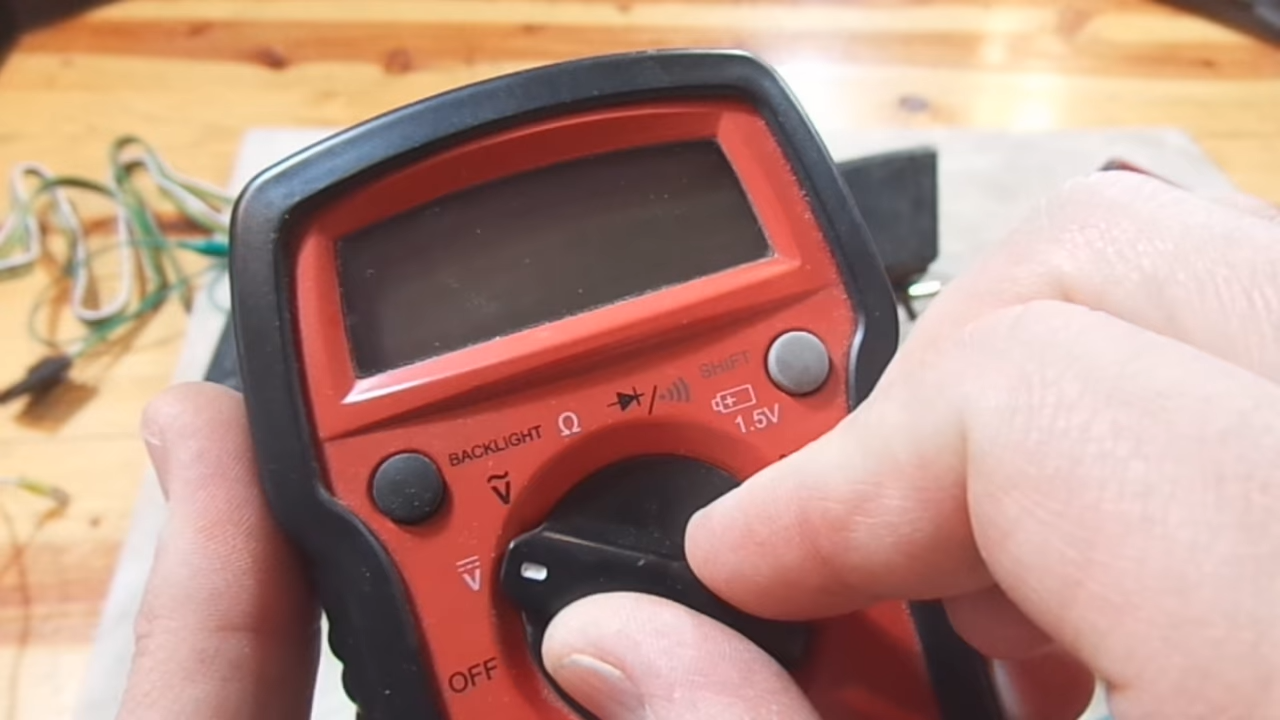 SHIFT
1.5V
BACKLIGHT
Ω
V
V
OFF